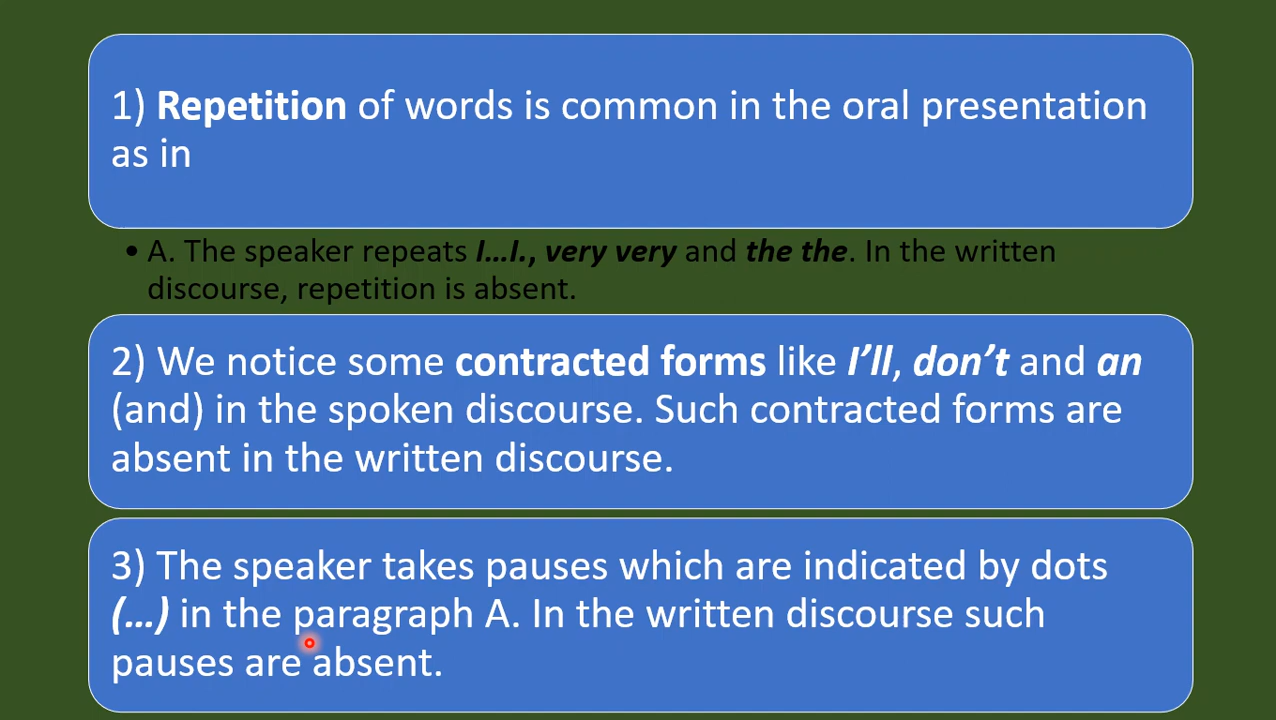 1) Repetition of words is common in the oral presentation
as in
• A. The speaker repeats I…I., very very and the the. In the written
discourse, repetition is absent.
2) We notice some contracted forms like I’ll, don’t and an
(and) in the spoken discourse. Such contracted forms are
absent in the written discourse.
3) The speaker takes pauses which are indicated by dots
(…) in the paragraph A. In the written discourse such
pauses are absent.